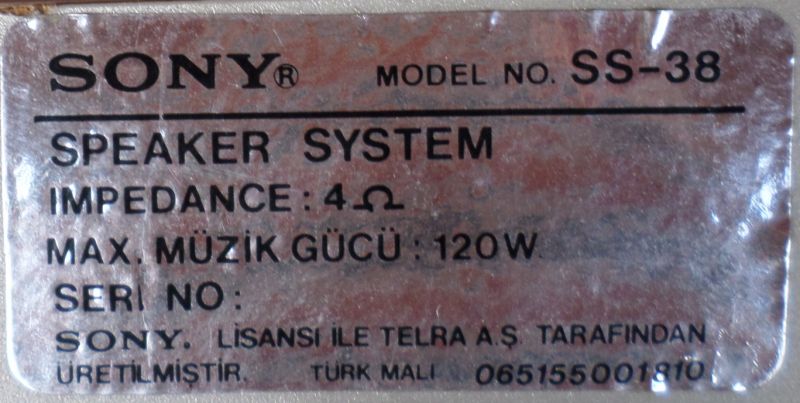 SONY® MODEL NO. SS-38
SPEAKER SYSTEM
IMPEDANCE : 4Ω
MAX. MÜZİK GÜCÜ : 120W
SERI NO :
SONY. LİSANSI İLE TELRA A.Ş. TARAFINDAN
ÜRETİLMİŞTİR. TÜRK MALI 065155001810